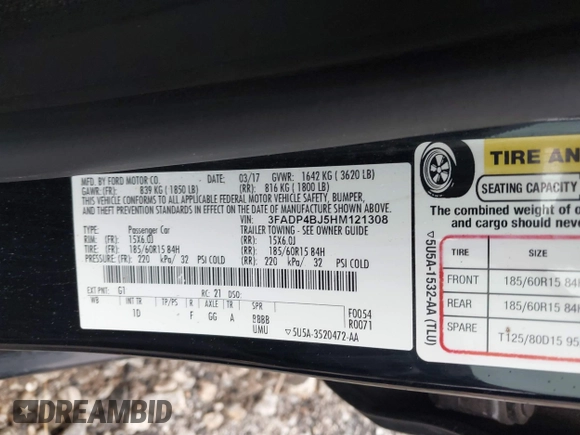 MFD. BY FORD MOTOR CO.
DATE: 03/17 GVWR: 1642 KG ( 3620 LB)
GAWR: (FR): 839 KG ( 1850 LB) (RR): 816 KG ( 1800 LB)
THIS VEHICLE CONFORMS TO ALL APPLICABLE FEDERAL MOTOR VEHICLE SAFETY, BUMPER,
AND THEFT PREVENTION STANDARDS IN EFFECT ON THE DATE OF MANUFACTURE SHOWN ABOVE.
VIN: 3FADP4BJ5HM121308
TYPE: Passenger Car TRAILER TOWING - SEE OWNER GUIDE
RIM: (FR): 15X6.0J (RR): 15X6.0J
TIRE: (FR): 185/60R15 84H (RR): 185/60R15 84H
PRESSURE: (FR): 220 kPa/ 32 PSI COLD (RR): 220 kPa/ 32 PSI COLD
EXT PNT: G1 RC: 21 DSO:
WB INT TR TP/PS R AXLE TR SPR
1D F GG A BBBB F0054
UMU R0071
▽5U5A-3520472-AA
▽5U5A-1532-AA (TLU)
TIRE AN
SEATING CAPACITY
The combined weight of o
and cargo should neve
TIRE SIZE
FRONT 185/60R15 84H
REAR 185/60R15 84H
SPARE T125/80D15 95
DREAMBID